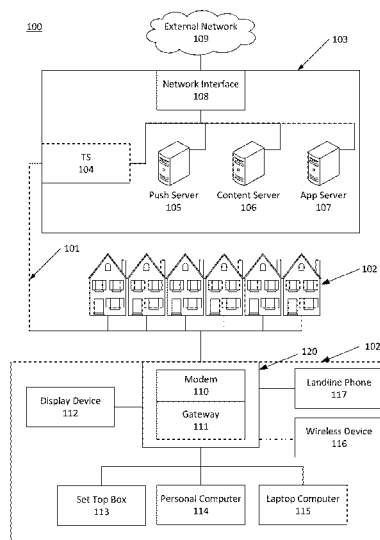 100
External Network
109
103
Network Interface
108
TS
104
Push Server
105
Content Server
106
App Server
107
101
102
120
102
Modem
110
Gateway
111
Display Device
112
Landline Phone
117
Wireless Device
116
Set Top Box
113
Personal Computer
114
Laptop Computer
115